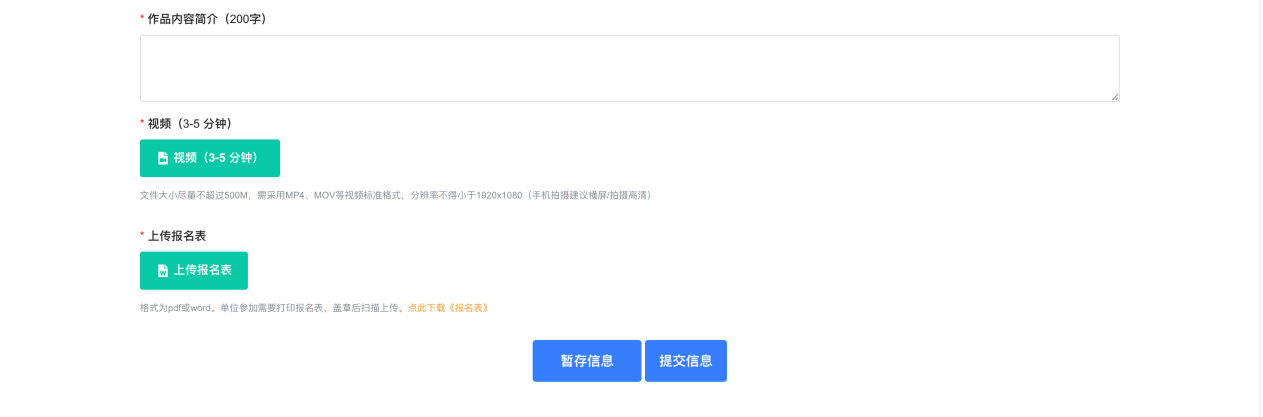 * 作品内容简介（200字）
* 视频（3-5 分钟）
视频（3-5 分钟）
文件大小尽量不超过500M，需采用MP4、MOV等视频标准格式，分辨率不得小于1920x1080（手机拍摄建议横屏/拍摄高清）
* 上传报名表
上传报名表
格式为pdf或word。单位参加需要打印报名表，盖章后扫描上传。点此下载《报名表》
暂存信息 提交信息